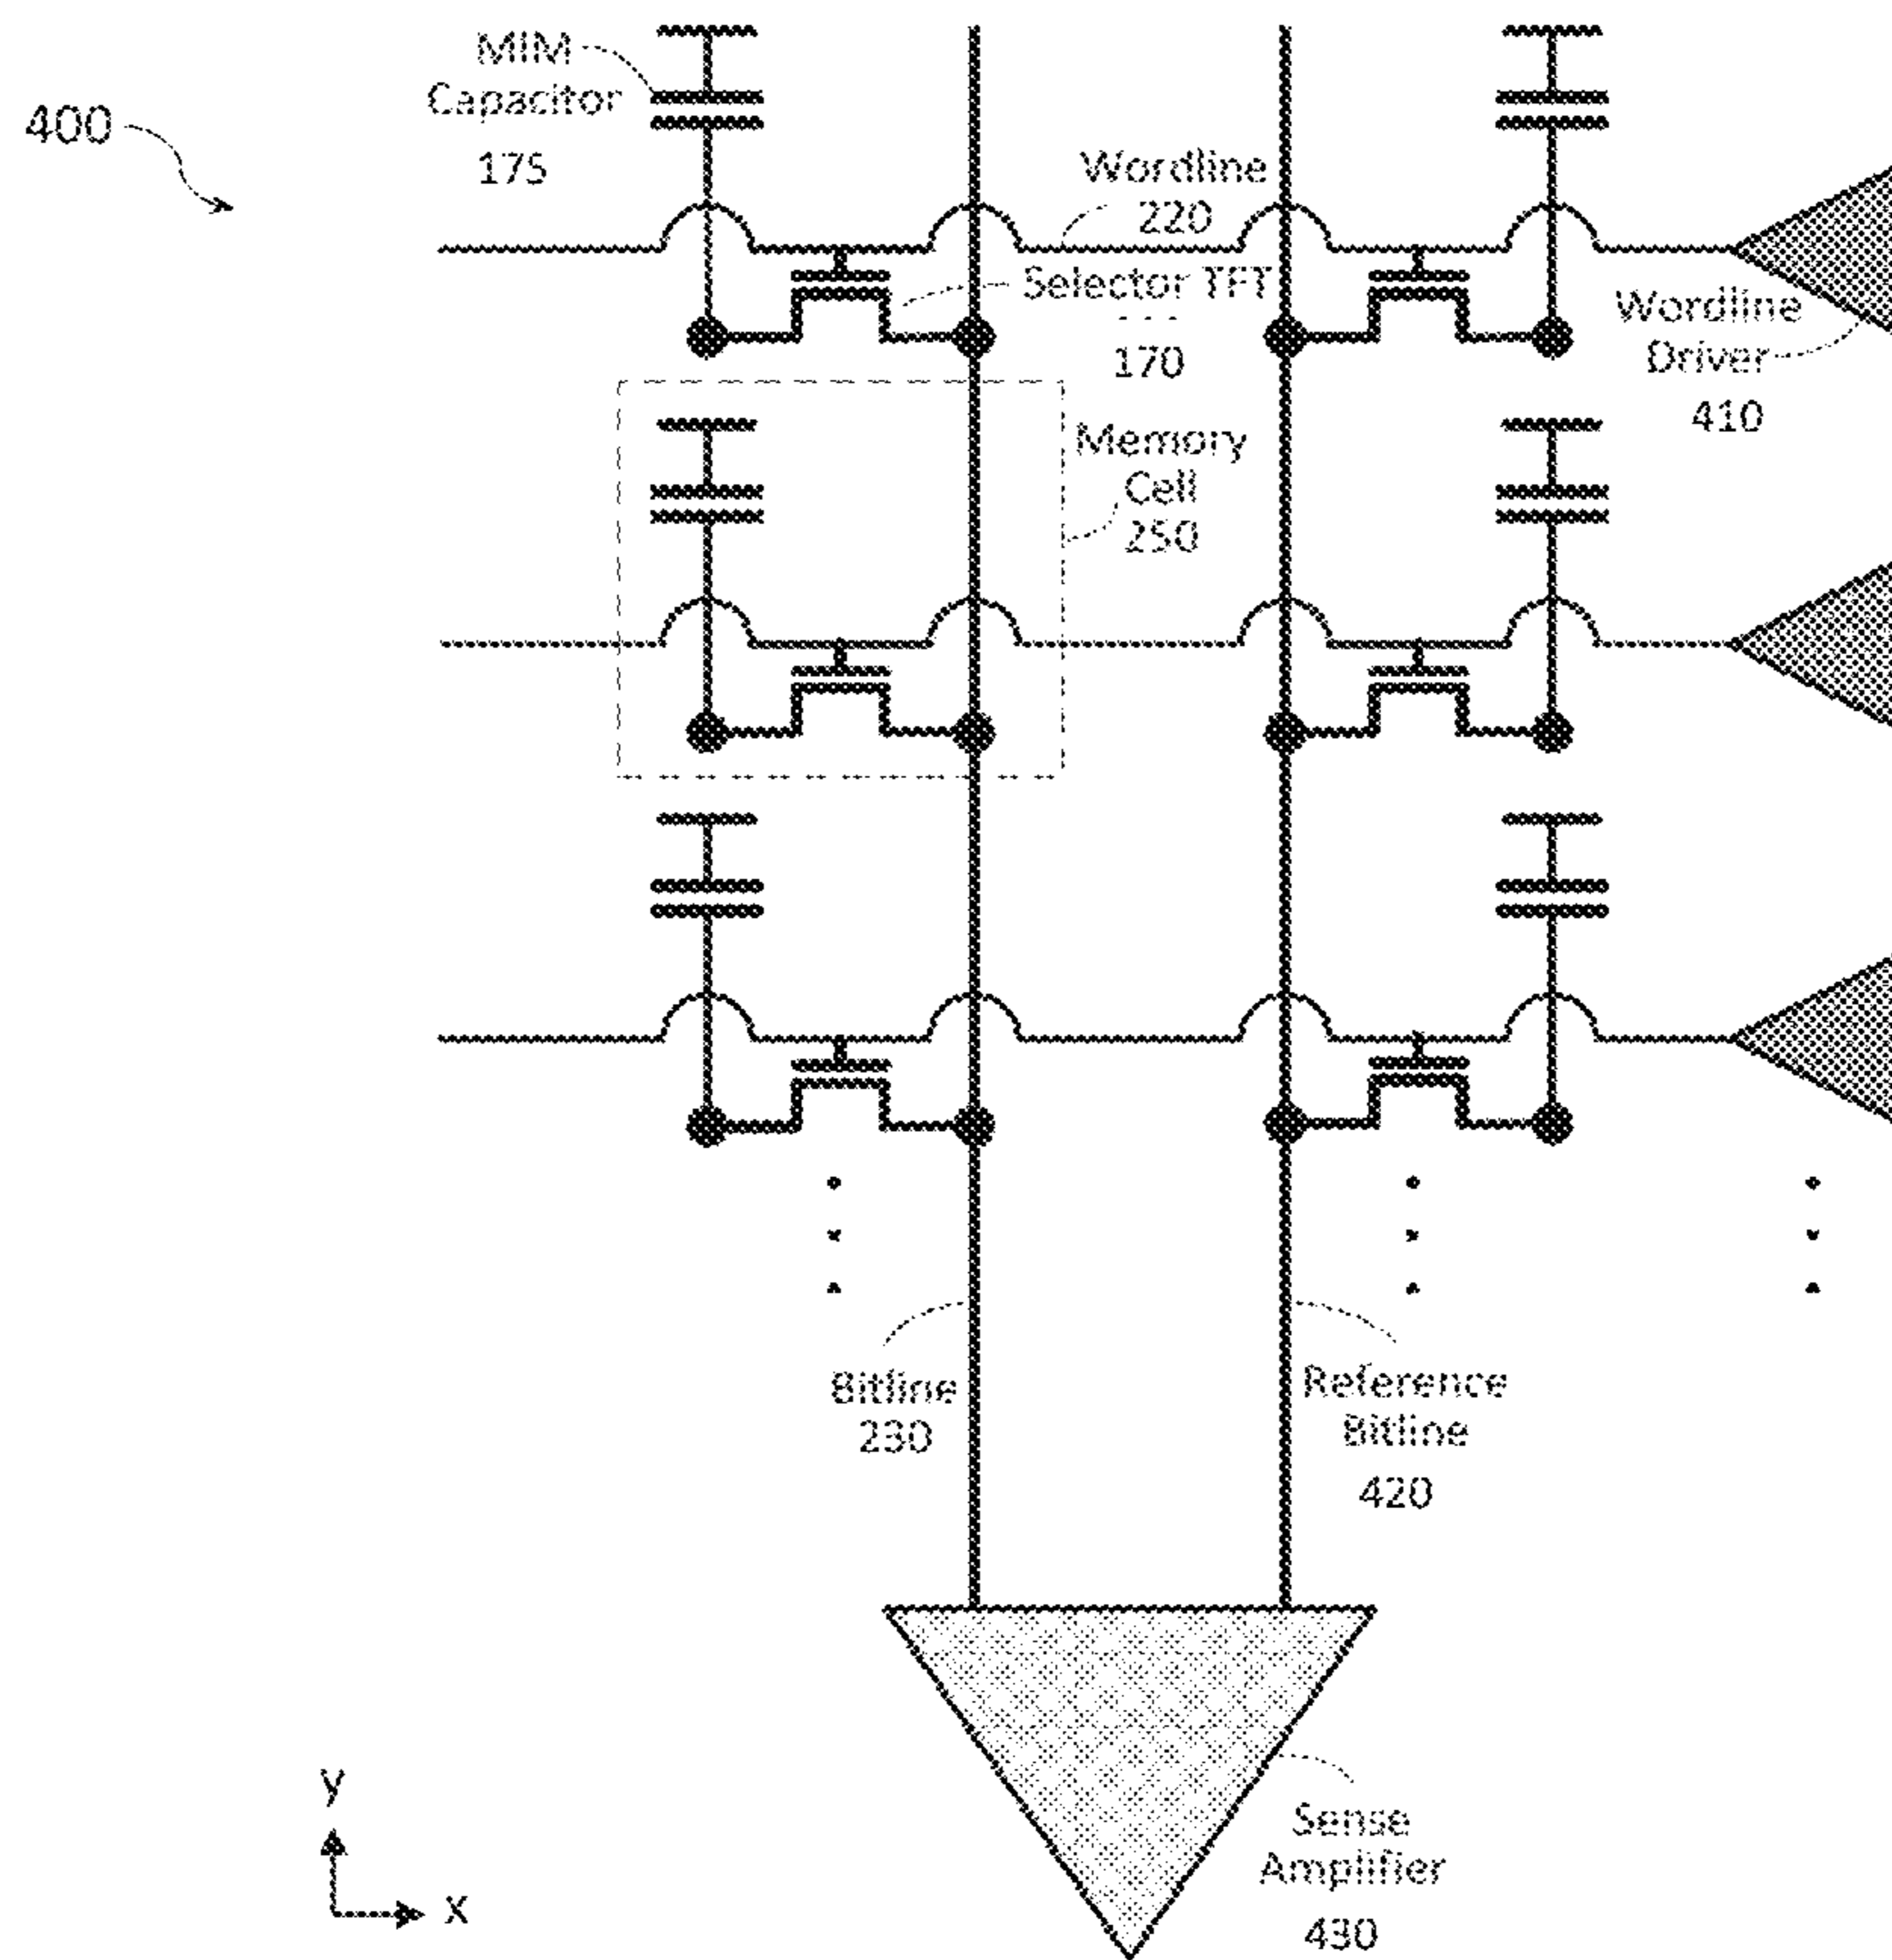 MIM
Capacitor
175
400
Wordline
220
Selector TFT
170
Wordline
Driver
410
Memory
Cell
250
Bitline
230
Reference
Bitline
420
Sense
Amplifier
430
y
x